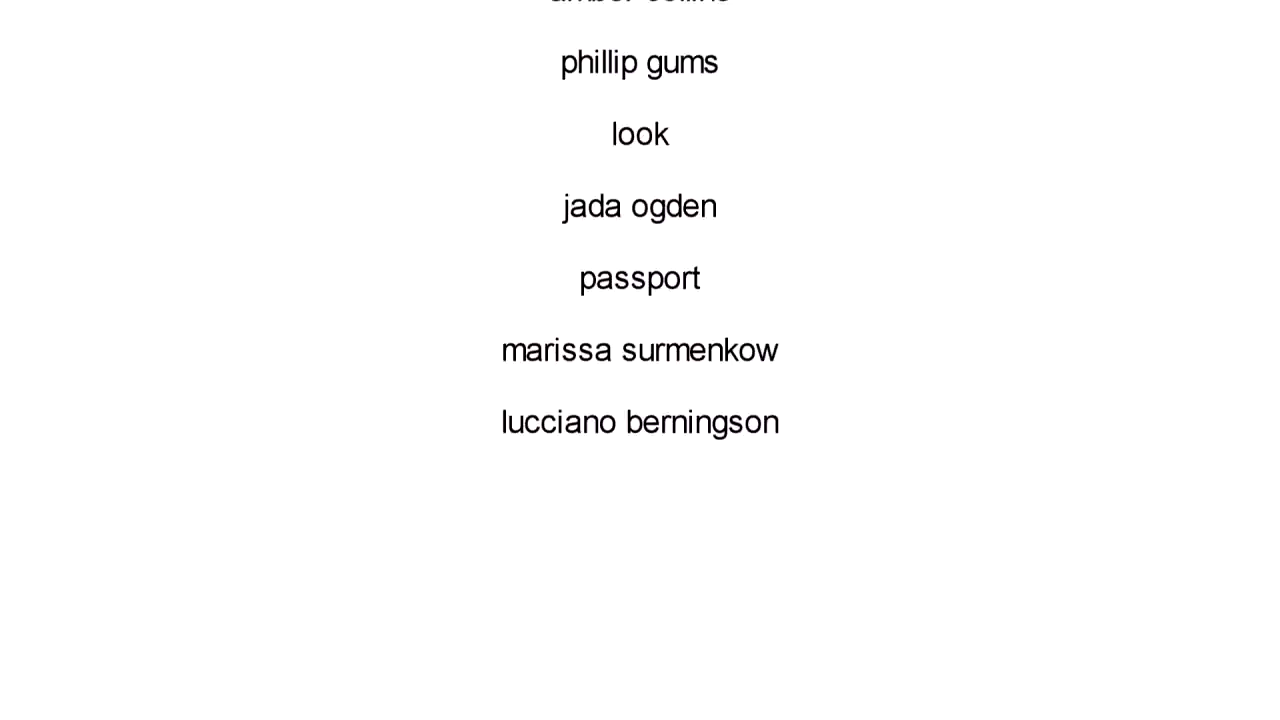 phillip gums
look
jada ogden
passport
marissa surmenkow
lucciano berningson